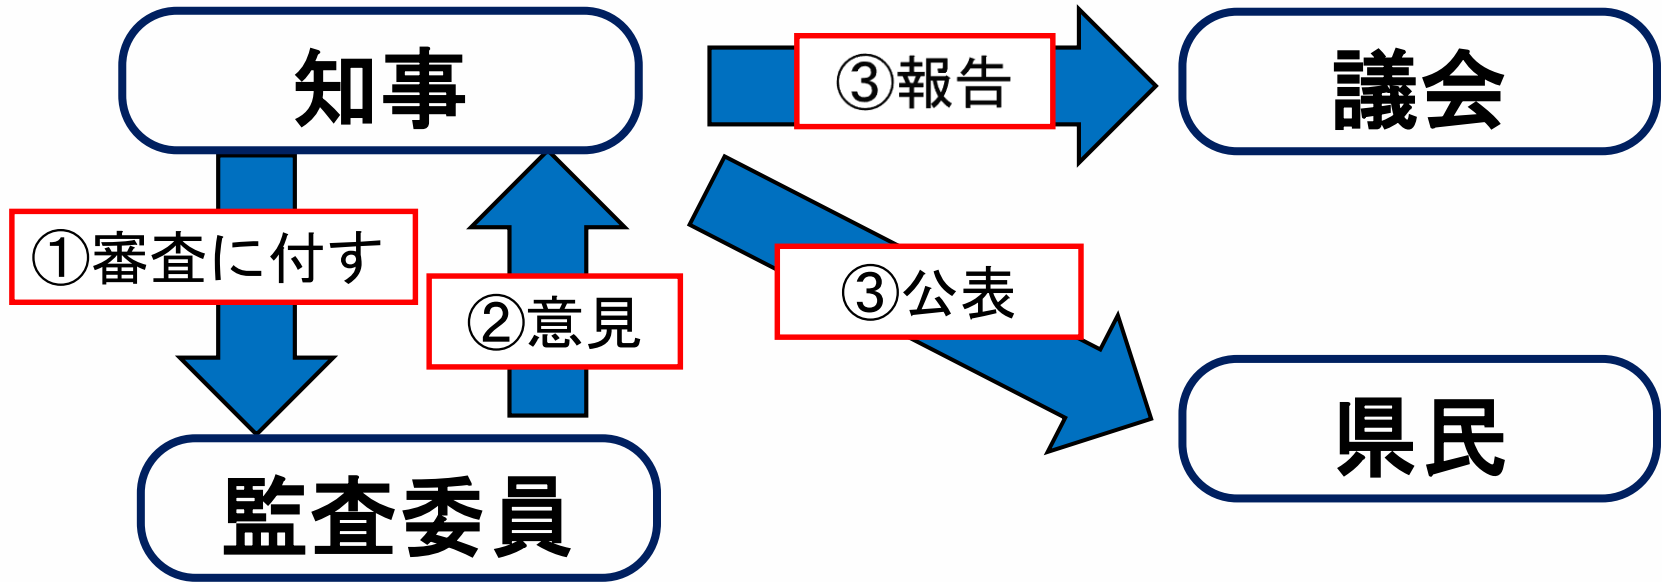 知事
③報告
議会
①審査に付す
②意見
③公表
県民
監査委員